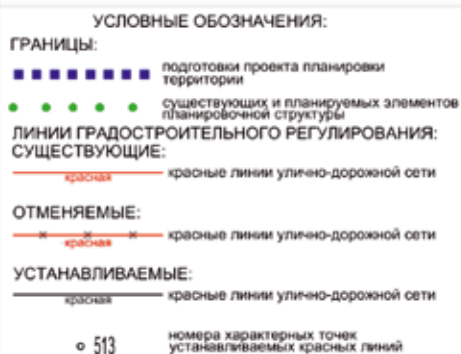 УСЛОВНЫЕ ОБОЗНАЧЕНИЯ:
ГРАНИЦЫ:
подготовки проекта планировки
территории
существующих и планируемых элементов
планировочной структуры
ЛИНИИ ГРАДОСТРОИТЕЛЬНОГО РЕГУЛИРОВАНИЯ:
СУЩЕСТВУЮЩИЕ:
красная красные линии улично-дорожной сети
ОТМЕНЯЕМЫЕ:
красная красные линии улично-дорожной сети
УСТАНАВЛИВАЕМЫЕ:
красная красные линии улично-дорожной сети
513 номера характерных точек
устанавливаемых красных линий